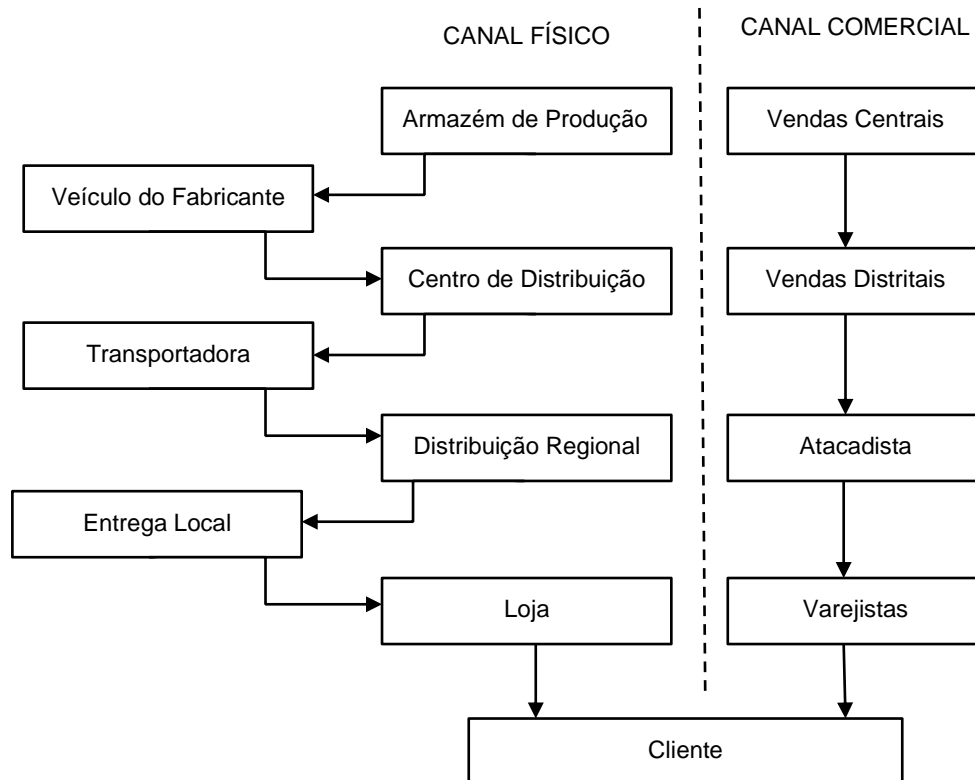 CANAL FÍSICO
CANAL COMERCIAL
Armazém de Produção
Vendas Centrais
Veículo do Fabricante
Centro de Distribuição
Vendas Distritais
Transportadora
Distribuição Regional
Atacadista
Entrega Local
Loja
Varejistas
Cliente